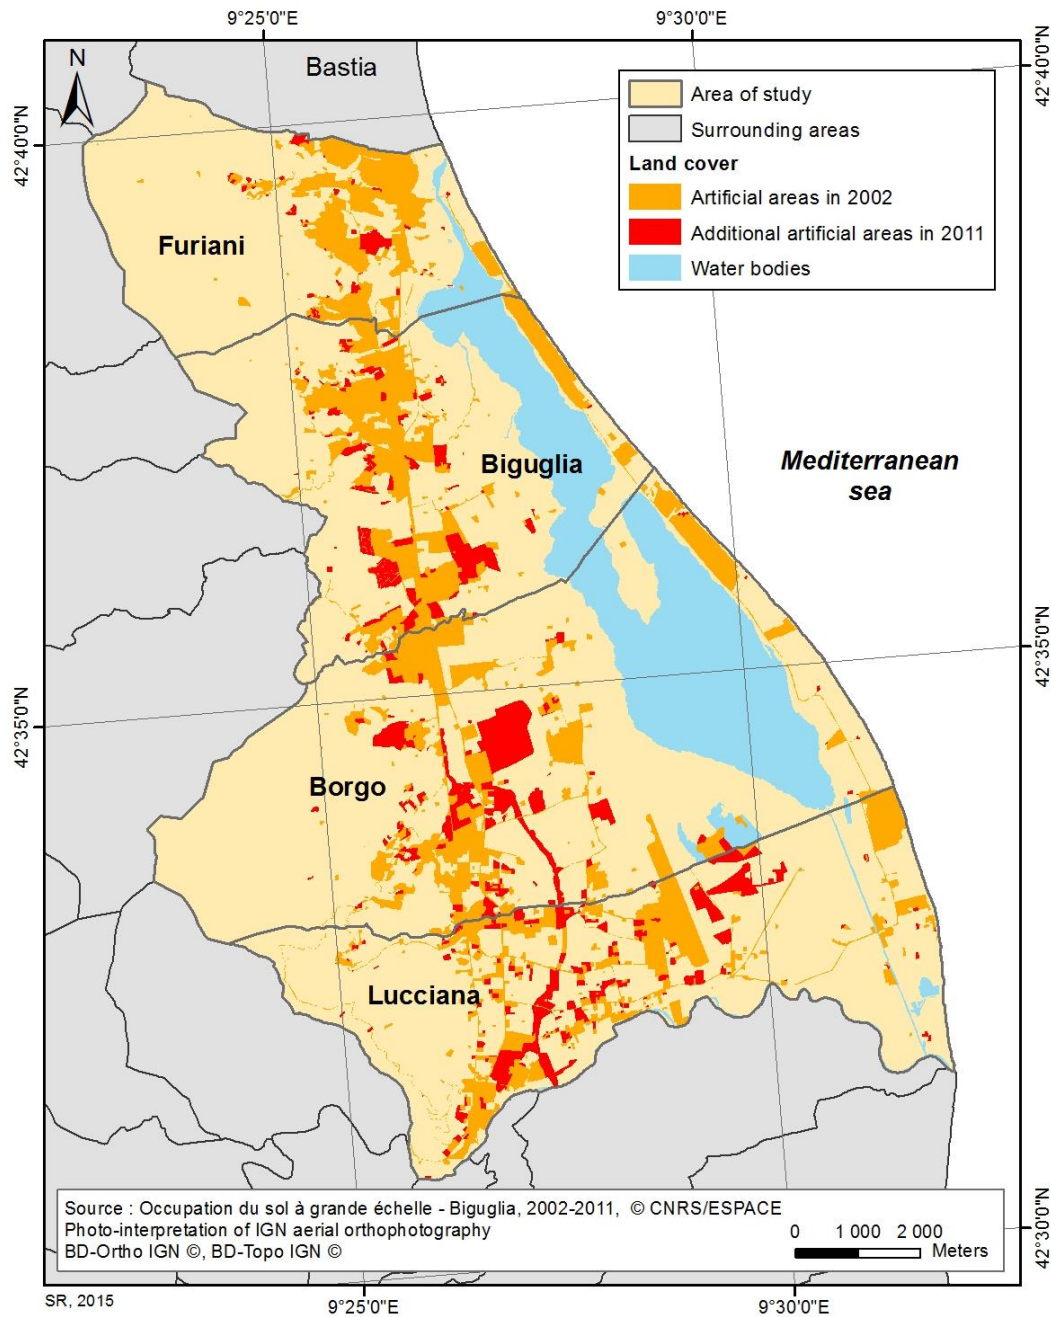 9°25'0"E
9°30'0"E
N
Bastia
42°40'0"N
42°40'0"N
Area of study
Surrounding areas
Land cover
Artificial areas in 2002
Additional artificial areas in 2011
Water bodies
Furiani
Biguglia
Mediterranean
sea
42°35'0"N
42°35'0"N
Borgo
Lucciana
Source : Occupation du sol à grande échelle - Biguglia, 2002-2011, © CNRS/ESPACE
Photo-interpretation of IGN aerial orthophotography
BD-Ortho IGN ©, BD-Topo IGN ©
0 1 000 2 000
Meters
42°30'0"N
SR, 2015
9°25'0"E
9°30'0"E